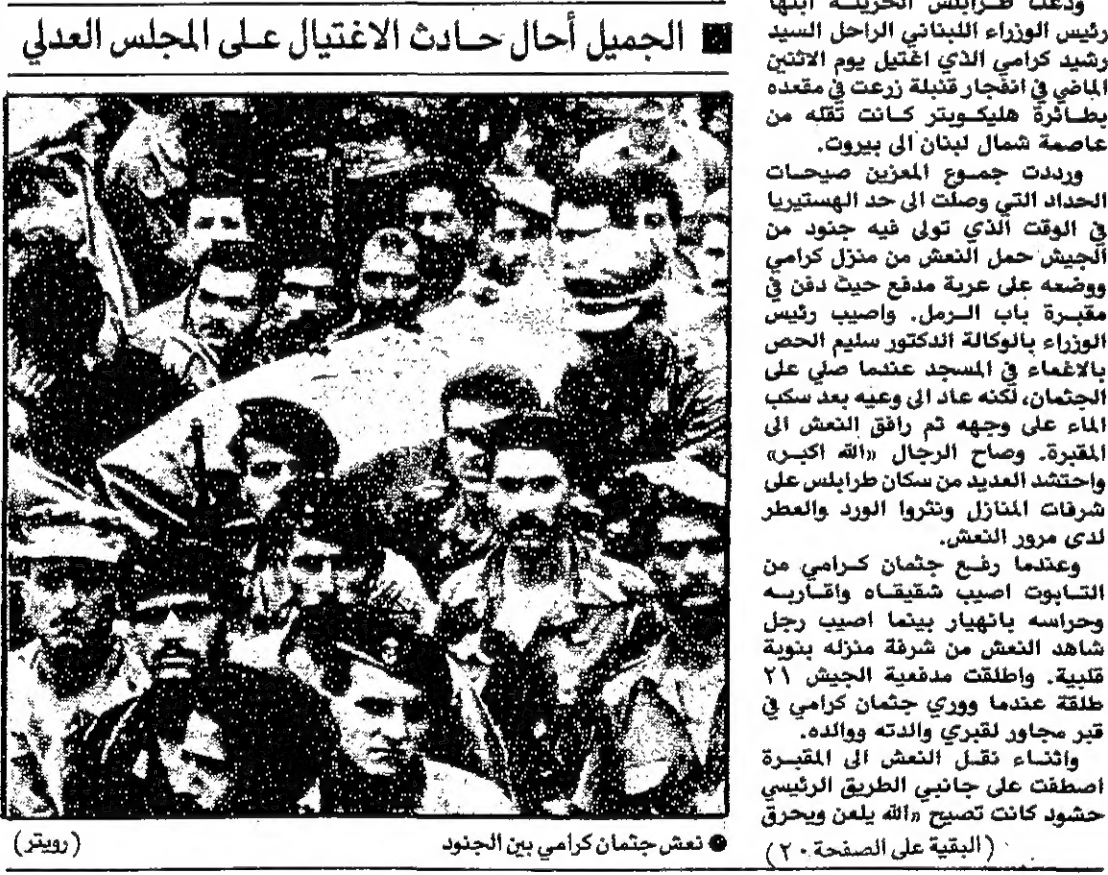 الجميل أحال حادث الاغتيال على المجلس العدلي
ودعت طرابلس الحزينة ابنها
رئيس الوزراء اللبناني الراحل السيد
رشيد كرامي الذي اغتيل يوم الاثنين
الماضي في انفجار قنبلة زرعت في مقعده
بطائرة هليكوبتر كانت تقله من
عاصمة شمال لبنان الى بيروت.
ورددت جموع المعزين صيحات
الحداد التي وصلت الى حد الهستيريا
في الوقت الذي تولى فيه جنود من
الجيش حمل النعش من منزل كرامي
ووضعه على عربة مدفع حيث دفن في
مقبرة باب الرمل. واصيب رئيس
الوزراء بالوكالة الدكتور سليم الحص
بالاغماء في المسجد عندما صلي على
الجثمان، لكنه عاد الى وعيه بعد سكب
الماء على وجهه ثم رافق النعش الى
المقبرة. وصاح الرجال «الله اكبر»
واحتشد العديد من سكان طرابلس على
شرفات المنازل ونثروا الورد والعطر
لدى مرور النعش.
وعندما رفع جثمان كرامي من
التابوت اصيب شقيقاه واقاربه
وحراسه بانهيار بينما اصيب رجل
شاهد النعش من شرفة منزله بنوبة
قلبية. واطلقت مدفعية الجيش ٢١
طلقة عندما ووري جثمان كرامي في
قبر مجاور لقبري والدته ووالده.
واثناء نقل النعش الى المقبرة
اصطفت على جانبي الطريق الرئيسي
حشود كانت تصيح «الله يلعن ويحرق
(البقية على الصفحة ٢٠)
نعش جثمان كرامي بين الجنود
(رويتر)